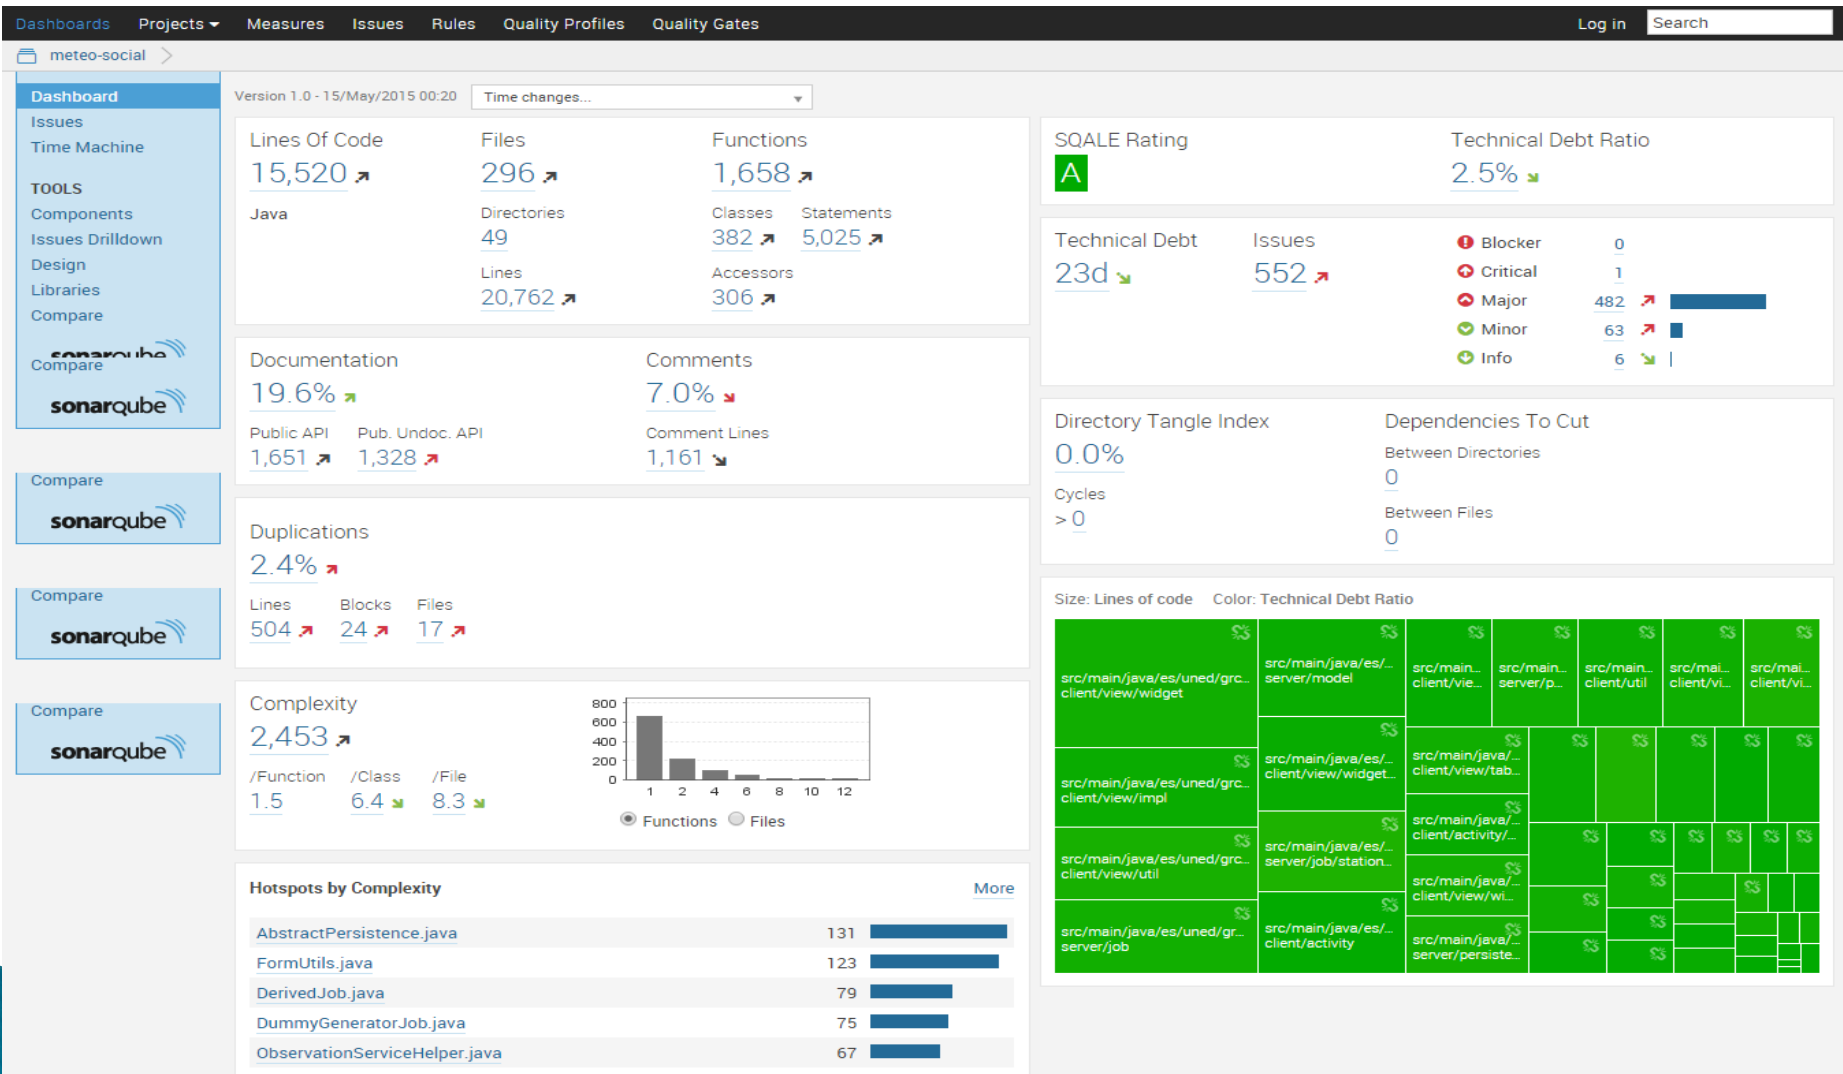 Dashboards Projects Measures Issues Rules Quality Profiles Quality Gates Log in Search
meteo-social
Dashboard
Issues
Time Machine
TOOLS
Components
Issues Drilldown
Design
Libraries
Compare
sonarqube
Compare
sonarqube
Compare
sonarqube
Compare
sonarqube
Compare
sonarqube
Version 1.0 - 15/May/2015 00:20 Time changes...
Lines Of Code Files Functions
15,520 296 1,658
Java Directories Classes Statements
49 382 5,025
Lines Accessors
20,762 306
Documentation Comments
19.6% 7.0%
Public API Pub. Undoc. API Comment Lines
1,651 1,328 1,161
Duplications
2.4%
Lines Blocks Files
504 24 17
Complexity
2,453
/Function /Class /File
1.5 6.4 8.3
800
600
400
200
0
1 2 4 6 8 10 12
Functions Files
Hotspots by Complexity More
AbstractPersistence.java 131
FormUtils.java 123
DerivedJob.java 79
DummyGeneratorJob.java 75
ObservationServiceHelper.java 67
SQALE Rating Technical Debt Ratio
A 2.5%
Technical Debt Issues
23d 552
Blocker 0
Critical 1
Major 482
Minor 63
Info 6
Directory Tangle Index Dependencies To Cut
0.0% Between Directories
0
Cycles
> 0
Between Files
0
Size: Lines of code Color: Technical Debt Ratio
src/main/java/es/uned/grc...
client/view/widget
src/main/java/es/uned/grc...
client/view/impl
src/main/java/es/uned/grc...
client/view/util
src/main/java/es/uned/gr...
server/job
src/main/java/es/...
server/model
src/main/java/es/...
client/view/widget...
src/main/java/es/...
server/job/station...
src/main/java/es/...
client/activity
src/main...
client/vie...
src/main...
server/p...
src/main...
client/util
src/mai...
client/vi...
src/mai...
client/vi...
src/main/java/...
client/view/tab...
src/main/java/...
client/activity/...
src/main/java/...
client/view/wi...
src/main/java/...
server/persiste...